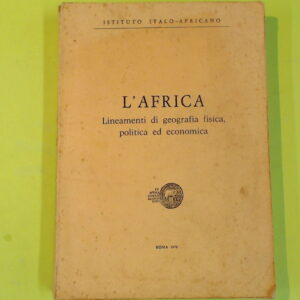 ISTITUTO ITALO-AFRICANO
L'AFRICA
Lineamenti di geografia fisica,
politica ed economica
ROMA